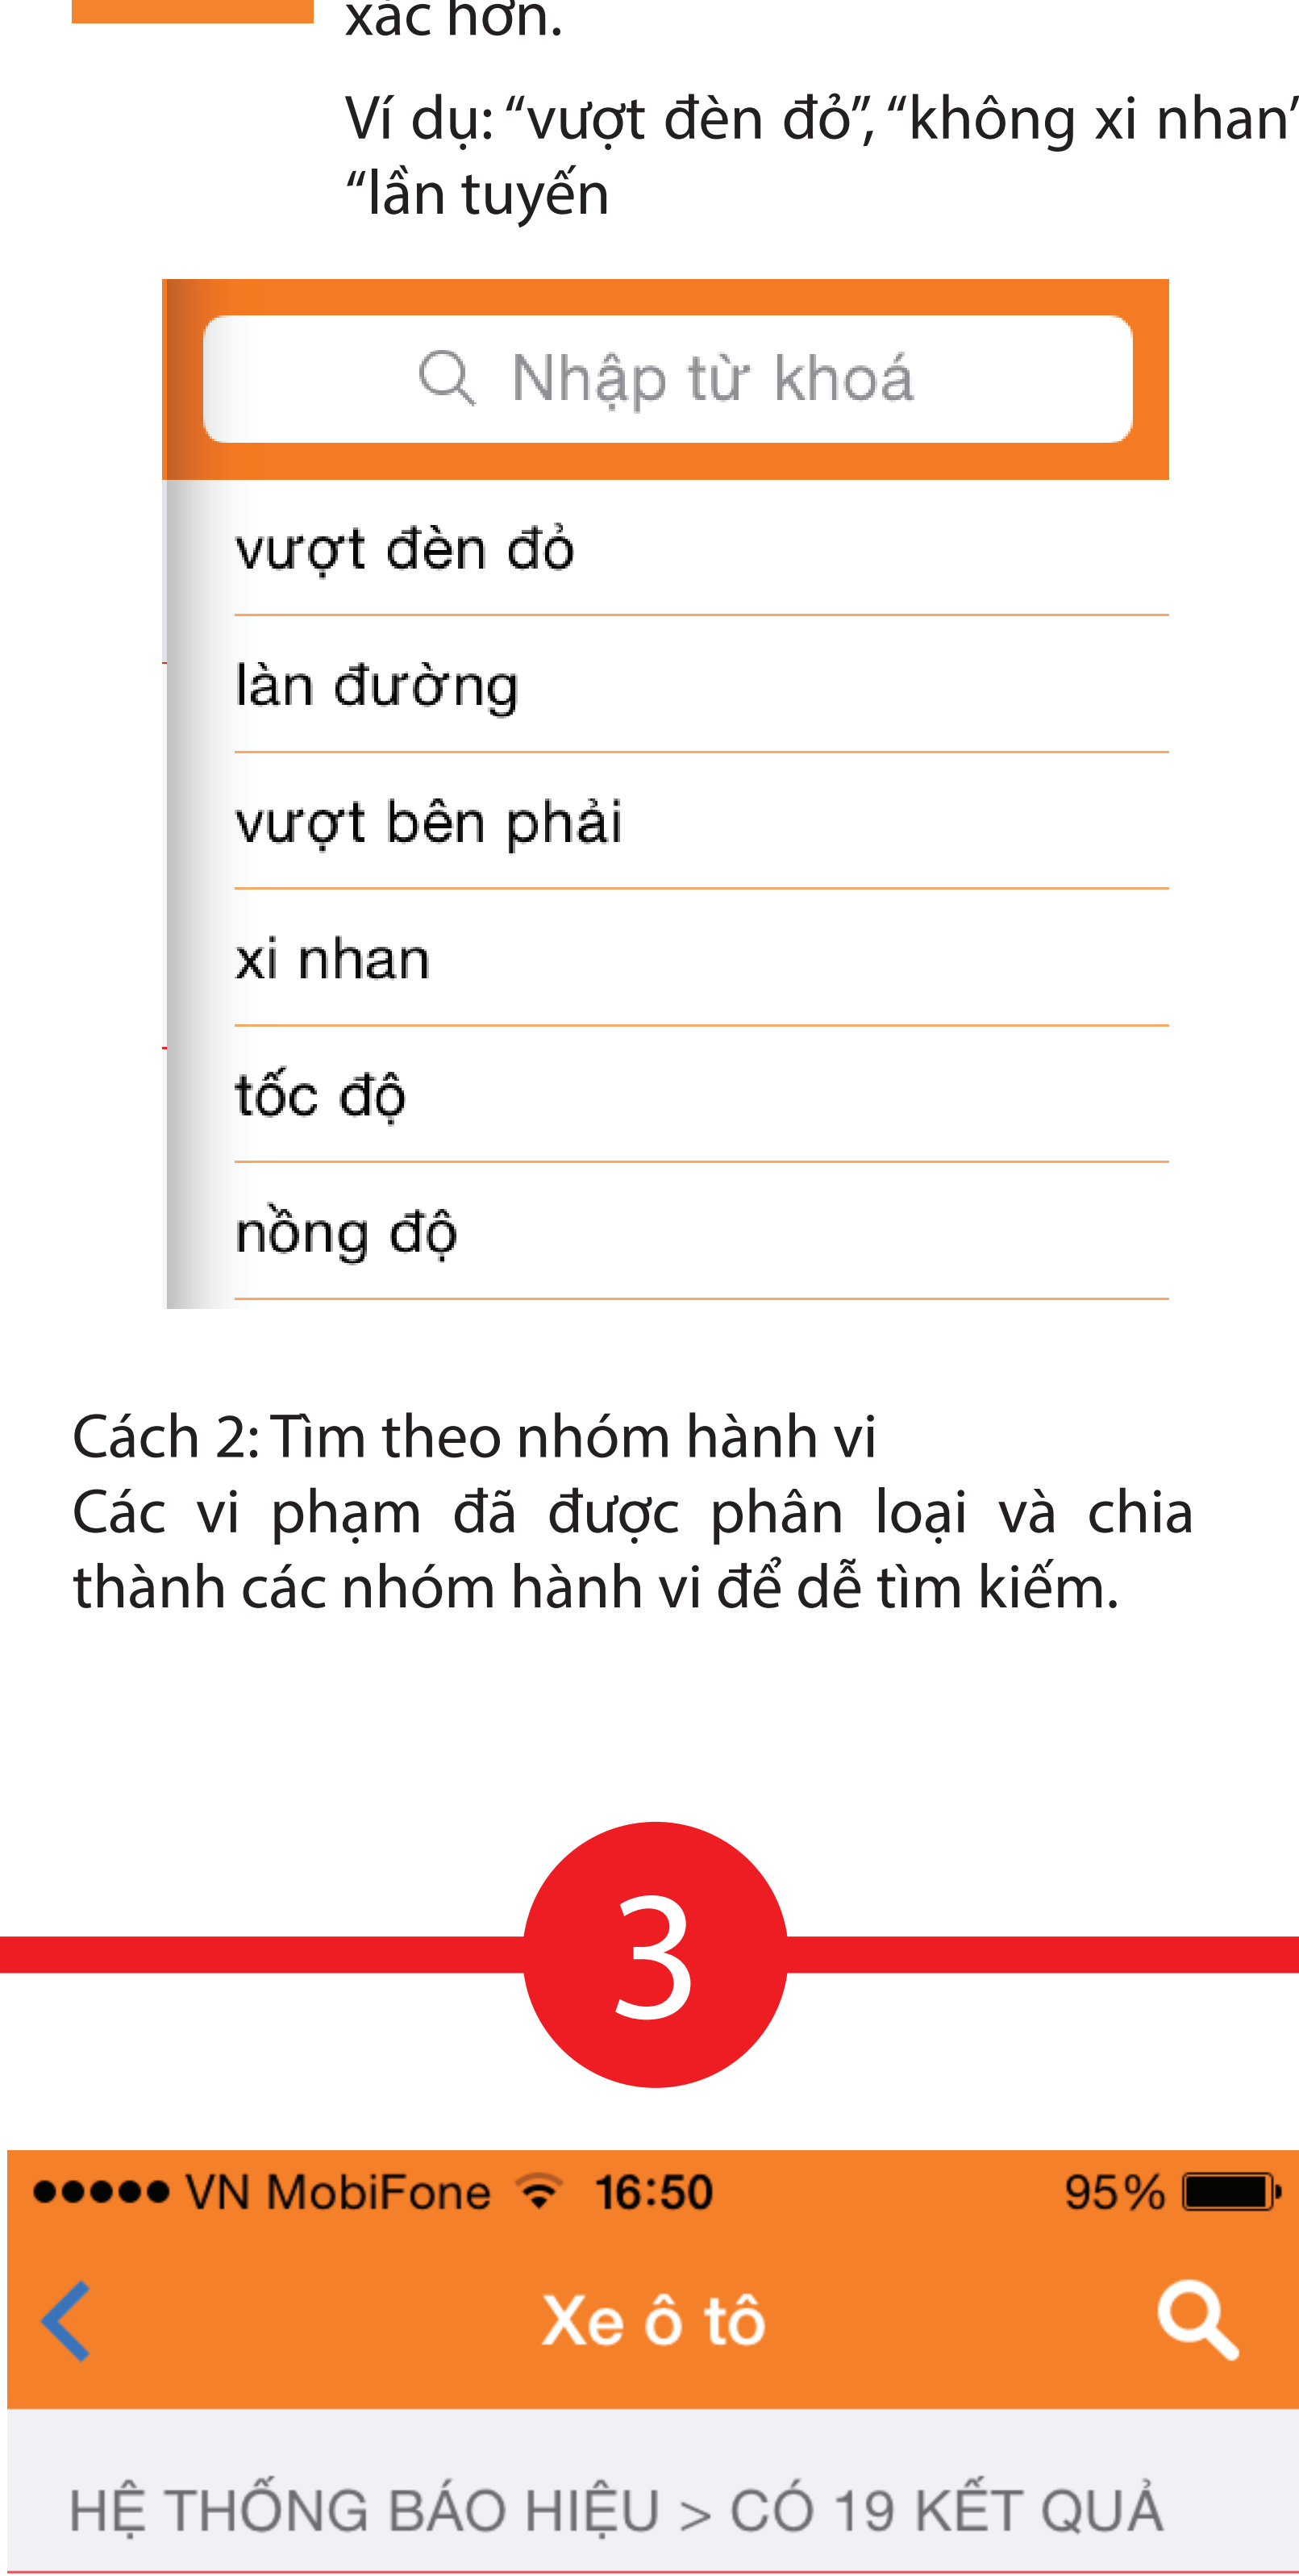 xác hơn.
Ví dụ: “vượt đèn đỏ”, “không xi nhan”
“lần tuyến
Nhập từ khoá
vượt đèn đỏ
làn đường
vượt bên phải
xi nhan
tốc độ
nồng độ
Cách 2: Tìm theo nhóm hành vi
Các vi phạm đã được phân loại và chia
thành các nhóm hành vi để dễ tìm kiếm.
3
VN MobiFone 16:50 95%
Xe ô tô
HỆ THỐNG BÁO HIỆU > CÓ 19 KẾT QUẢ